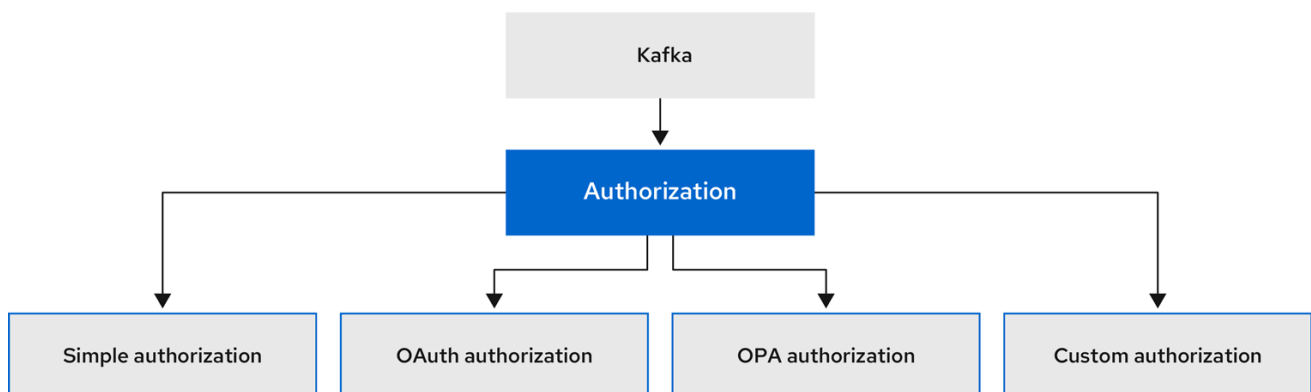 Kafka
Authorization
Simple authorization
OAuth authorization
OPA authorization
Custom authorization